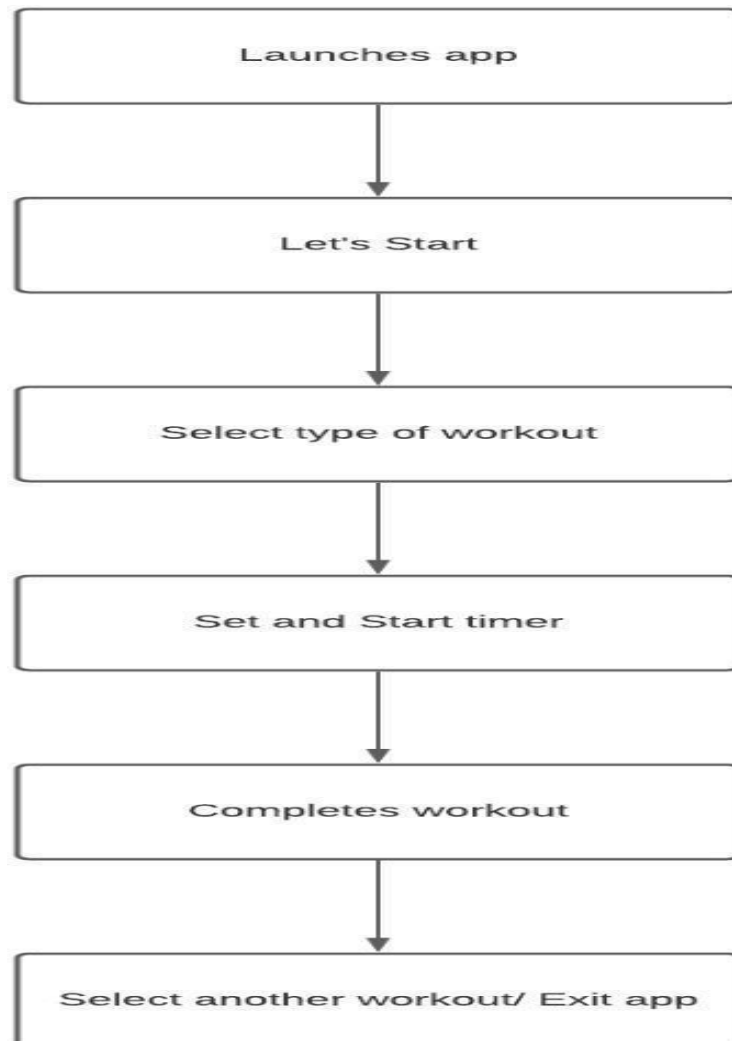 Launches app
Let's Start
Select type of workout
Set and Start timer
Completes workout
Select another workout/ Exit app